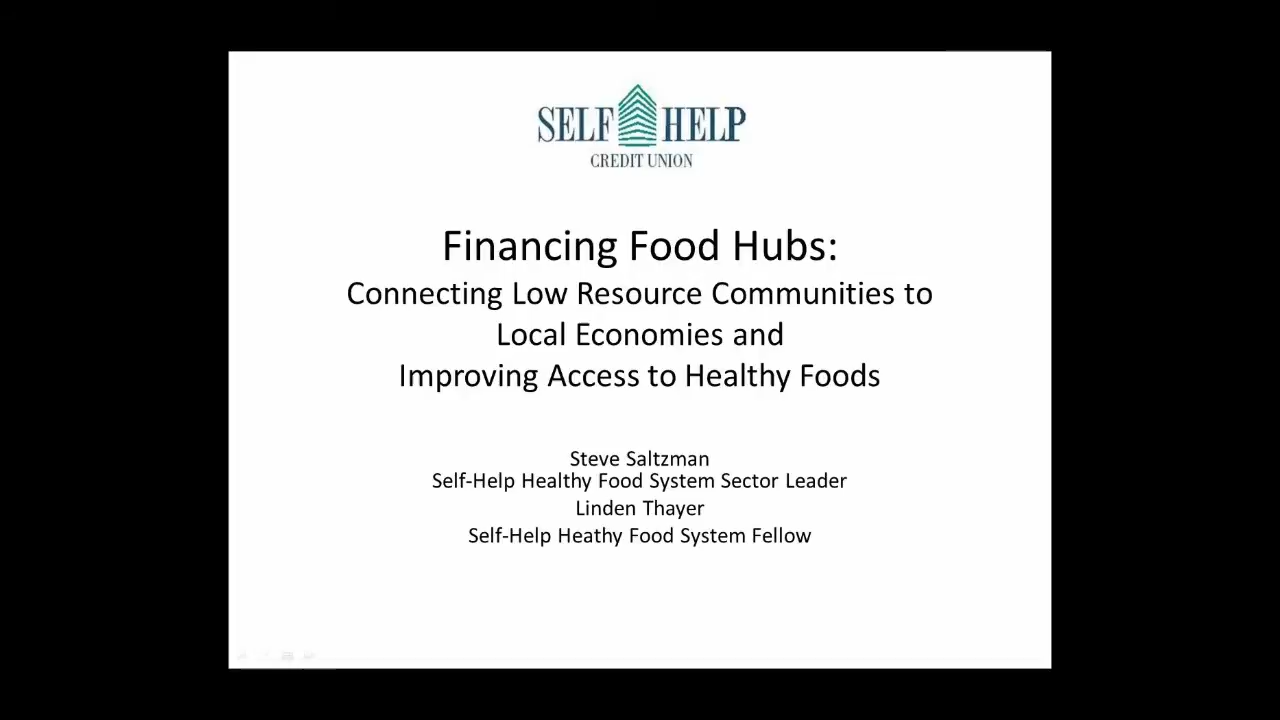 SELF HELP
CREDIT UNION
Financing Food Hubs:
Connecting Low Resource Communities to
Local Economies and
Improving Access to Healthy Foods
Steve Saltzman
Self-Help Healthy Food System Sector Leader
Linden Thayer
Self-Help Heathy Food System Fellow